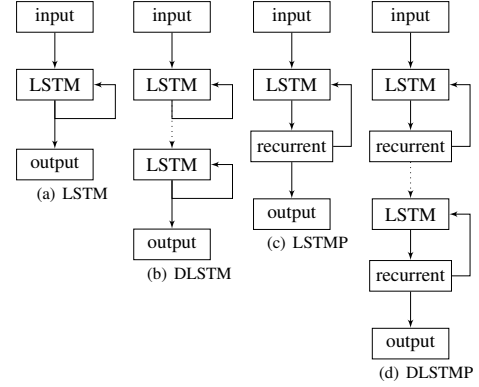 input
LSTM
output
(a) LSTM
input
LSTM
LSTM
output
(b) DLSTM
input
LSTM
recurrent
output
(c) LSTMP
input
LSTM
recurrent
LSTM
recurrent
output
(d) DLSTMP